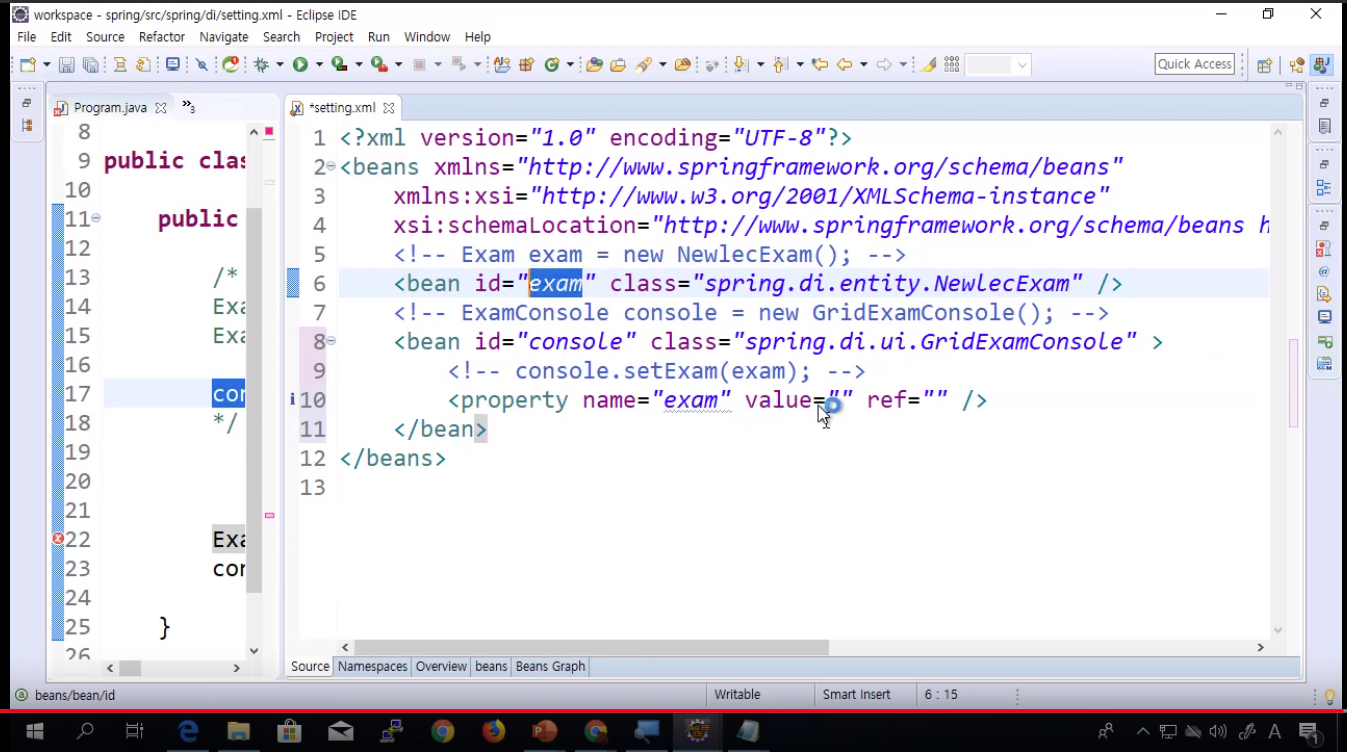 workspace - spring/src/spring/di/setting.xml - Eclipse IDE
File Edit Source Refactor Navigate Search Project Run Window Help
Quick Access
Program.java
»3
*setting.xml
8
9 public clas
10
11 public
12
13 /*
14 Exa
15 Exa
16
17 con
18 */
19
20
21
22 Exa
23 con
24
25 }
26
1 <?xml version="1.0" encoding="UTF-8"?>
2 <beans xmlns="http://www.springframework.org/schema/beans"
3 xmlns:xsi="http://www.w3.org/2001/XMLSchema-instance"
4 xsi:schemaLocation="http://www.springframework.org/schema/beans h
5 <!-- Exam exam = new NewlecExam(); -->
6 <bean id="exam" class="spring.di.entity.NewlecExam" />
7 <!-- ExamConsole console = new GridExamConsole(); -->
8 <bean id="console" class="spring.di.ui.GridExamConsole" >
9 <!-- console.setExam(exam); -->
10 <property name="exam" value="" ref="" />
11 </bean>
12 </beans>
13
Source Namespaces Overview beans Beans Graph
beans/bean/id
Writable
Smart Insert
6 : 15
A
1